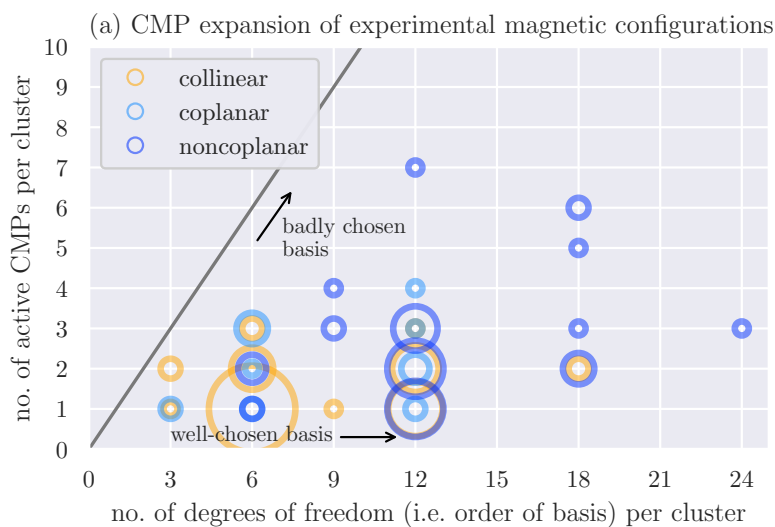 (a) CMP expansion of experimental magnetic configurations
no. of active CMPs per cluster
10
9
8
7
6
5
4
3
2
1
0
collinear
coplanar
noncoplanar
badly chosen
basis
well-chosen basis
0 3 6 9 12 15 18 21 24
no. of degrees of freedom (i.e. order of basis) per cluster